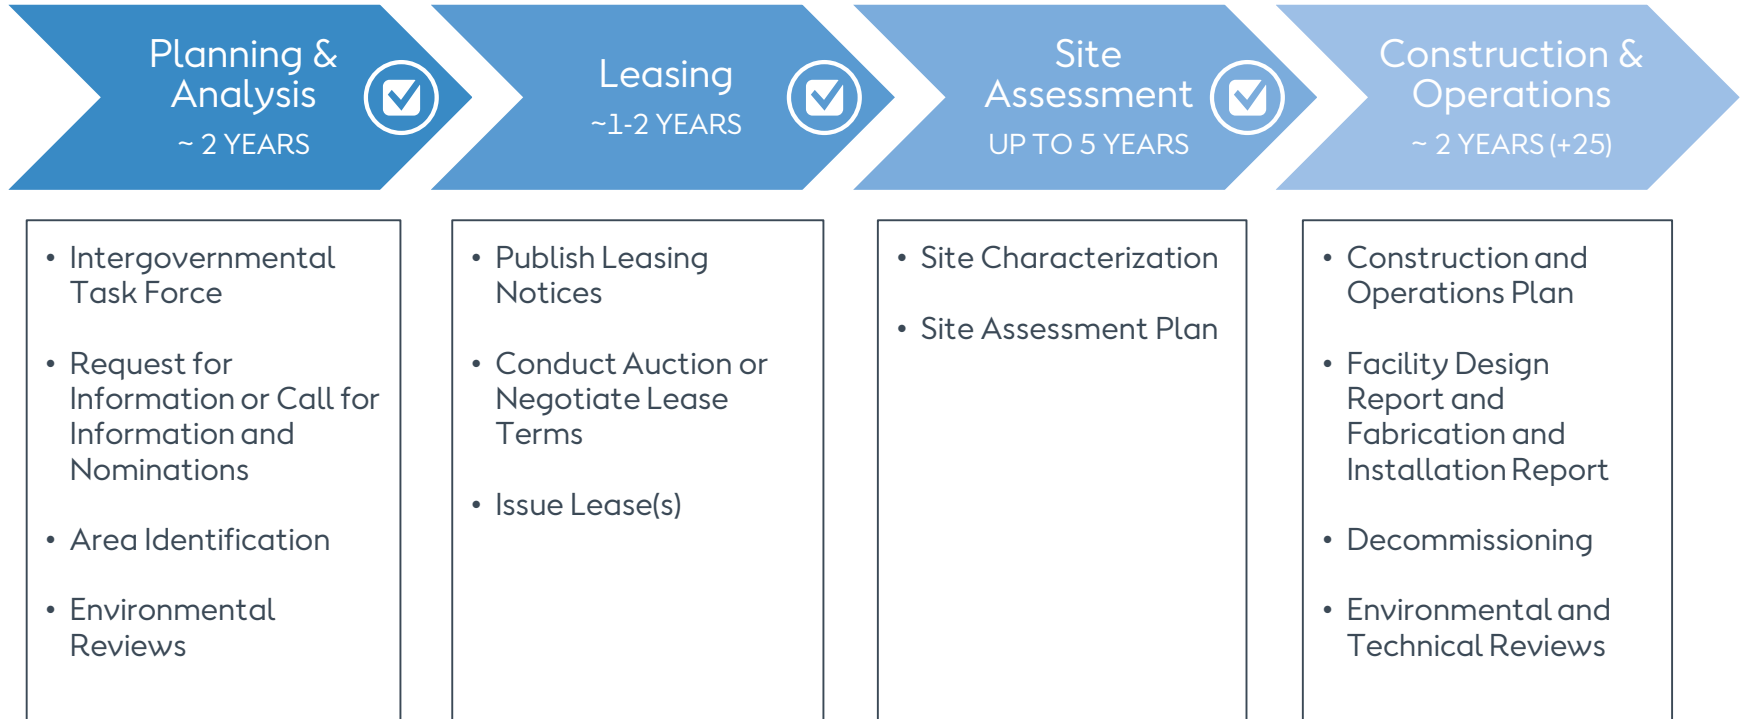 Planning &
Analysis
~ 2 YEARS
Leasing
~1-2 YEARS
Site
Assessment
UP TO 5 YEARS
Construction &
Operations
~ 2 YEARS (+25)
• Intergovernmental
Task Force
• Request for
Information or Call for
Information and
Nominations
• Area Identification
• Environmental
Reviews
• Publish Leasing
Notices
• Conduct Auction or
Negotiate Lease
Terms
• Issue Lease(s)
• Site Characterization
• Site Assessment Plan
• Construction and
Operations Plan
• Facility Design
Report and
Fabrication and
Installation Report
• Decommissioning
• Environmental and
Technical Reviews